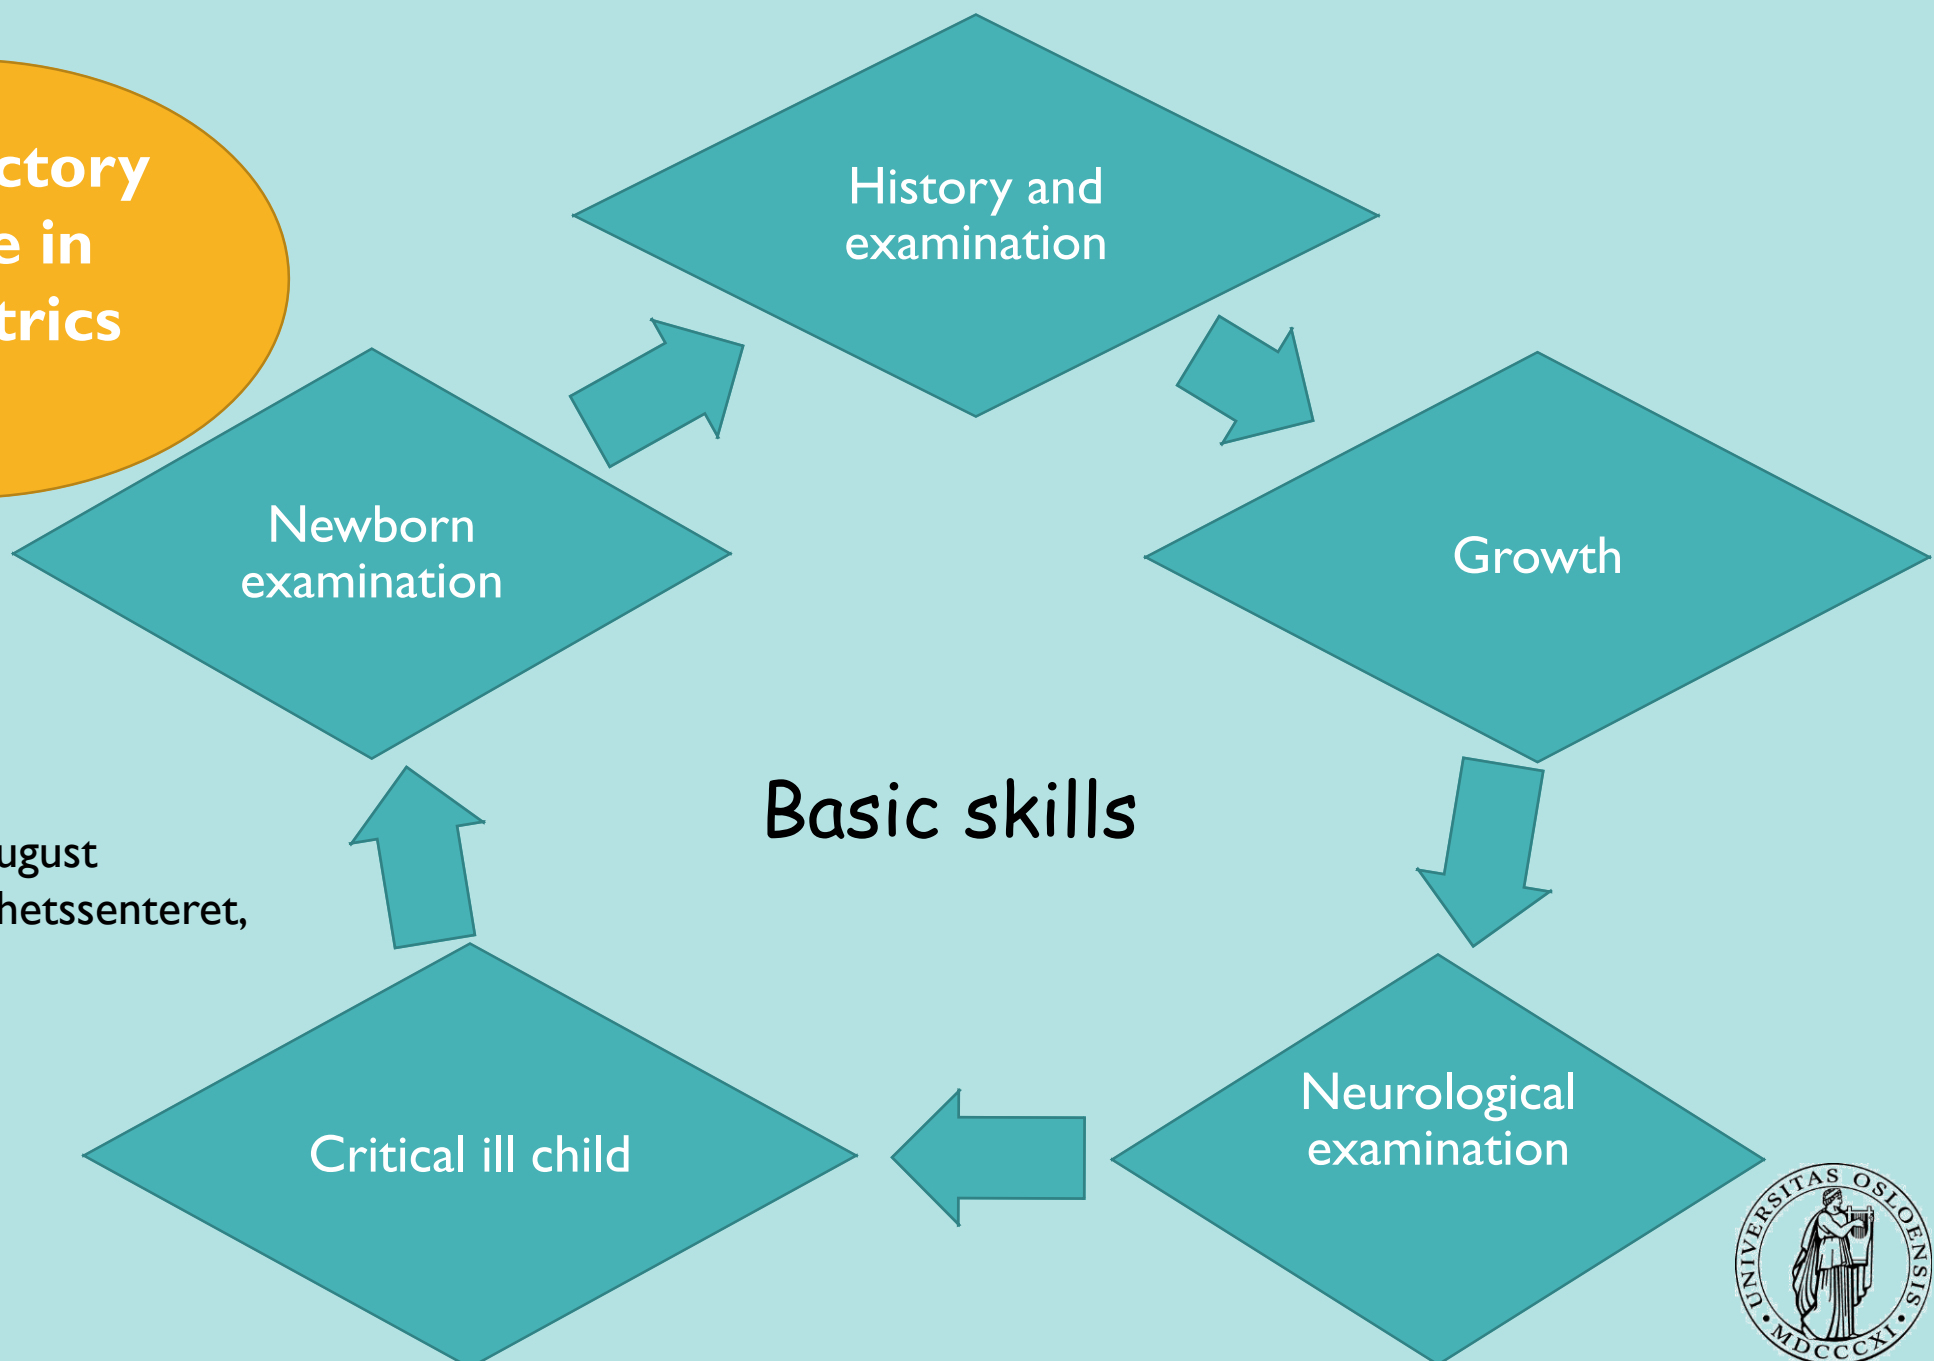 ctory
e in
trics
History and
examination
Newborn
examination
Growth
Basic skills
ugust
hetssenteret,
Critical ill child
Neurological
examination
UNIVERSITAS OSLOENSIS
MDCCCXI